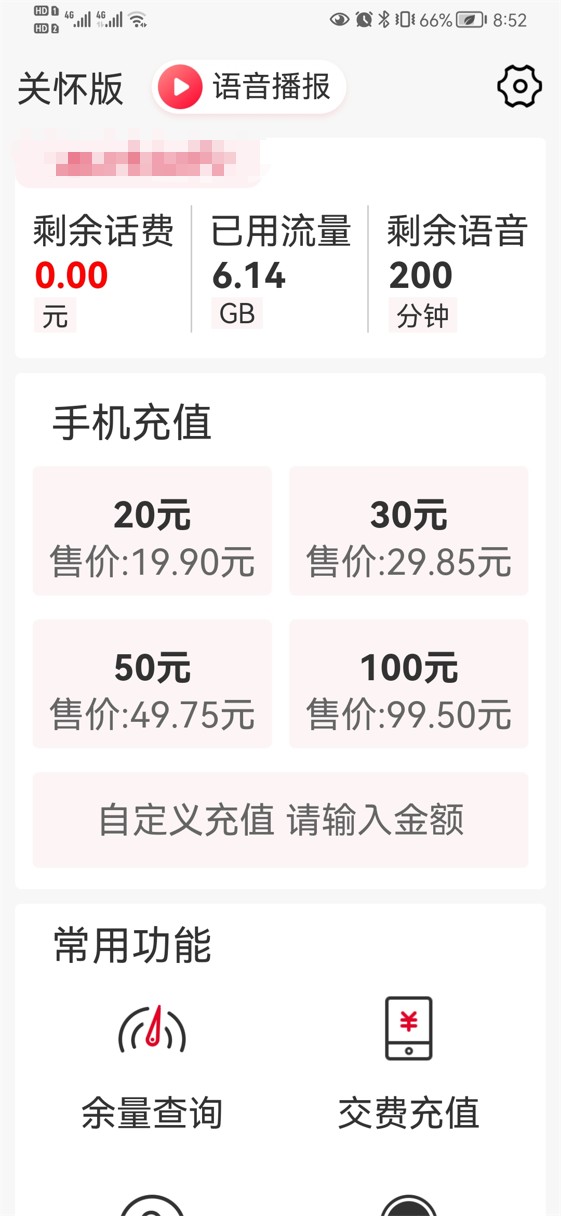 HD 1 4G 4G 66% 8:52
HD 2
关怀版 语音播报
剩余话费 已用流量 剩余语音
0.00 6.14 200
元 GB 分钟
手机充值
20元 30元
售价:19.90元 售价:29.85元
50元 100元
售价:49.75元 售价:99.50元
自定义充值 请输入金额
常用功能
¥
余量查询 交费充值